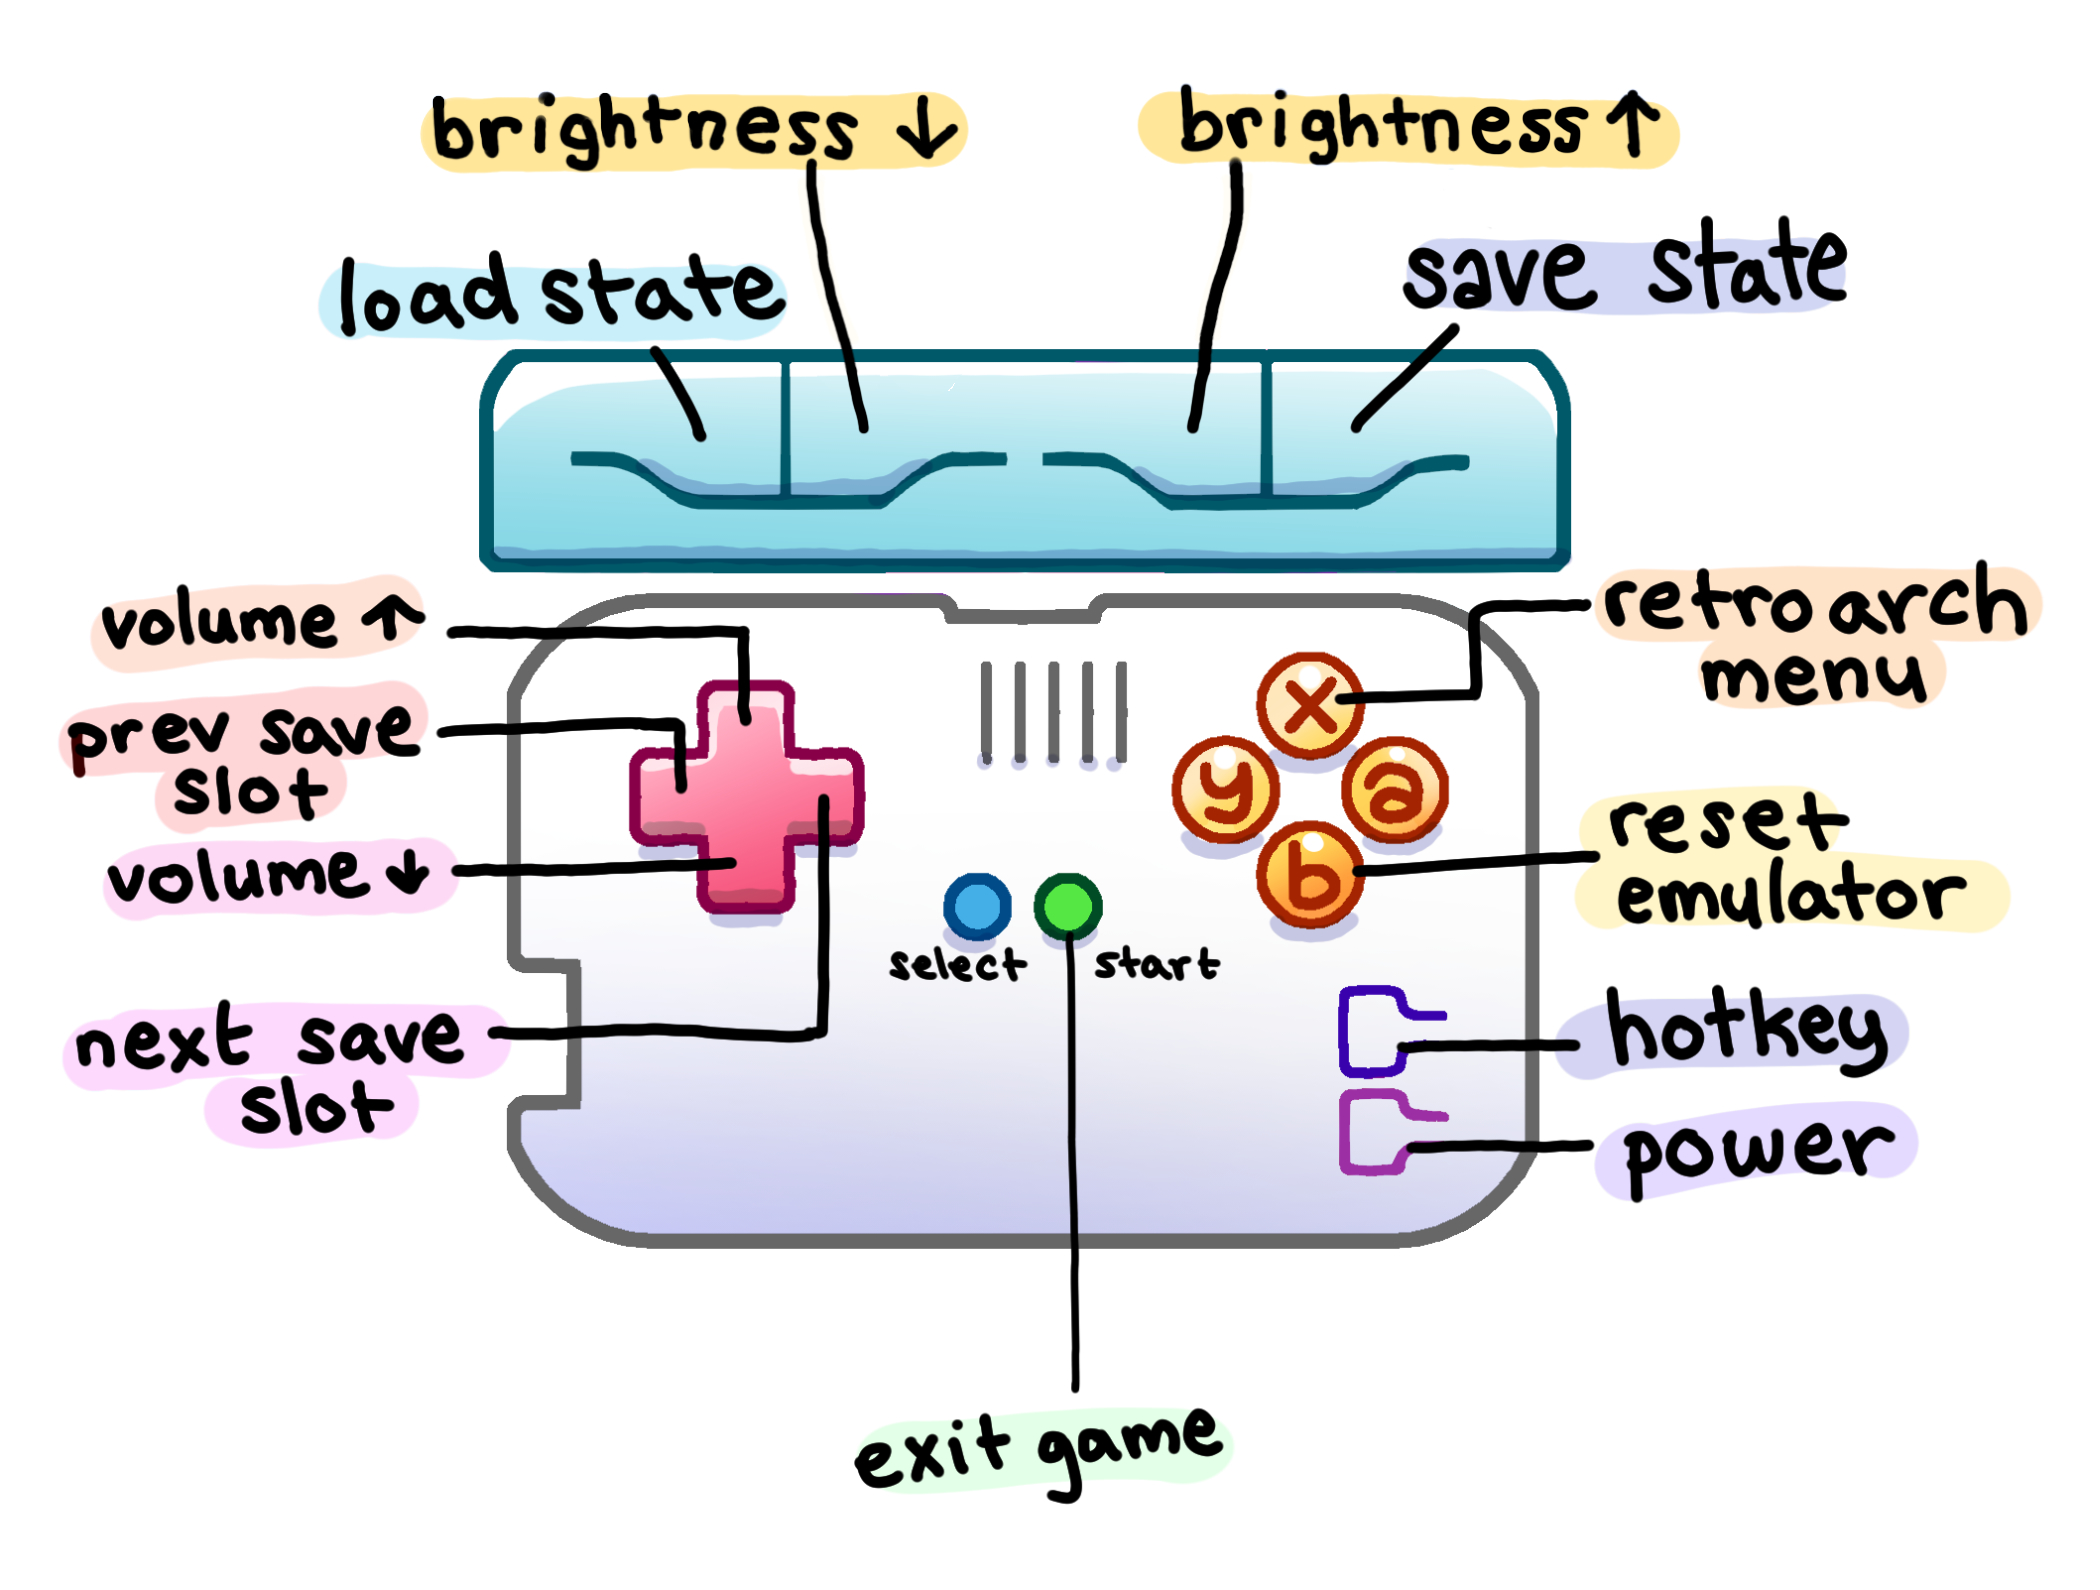 brightness ↓
brightness ↑
load state
save state
volume ↑
retroarch
menu
prev save
slot
x
y
a
b
volume ↓
reset
emulator
select
start
next save
slot
hotkey
power
exit game